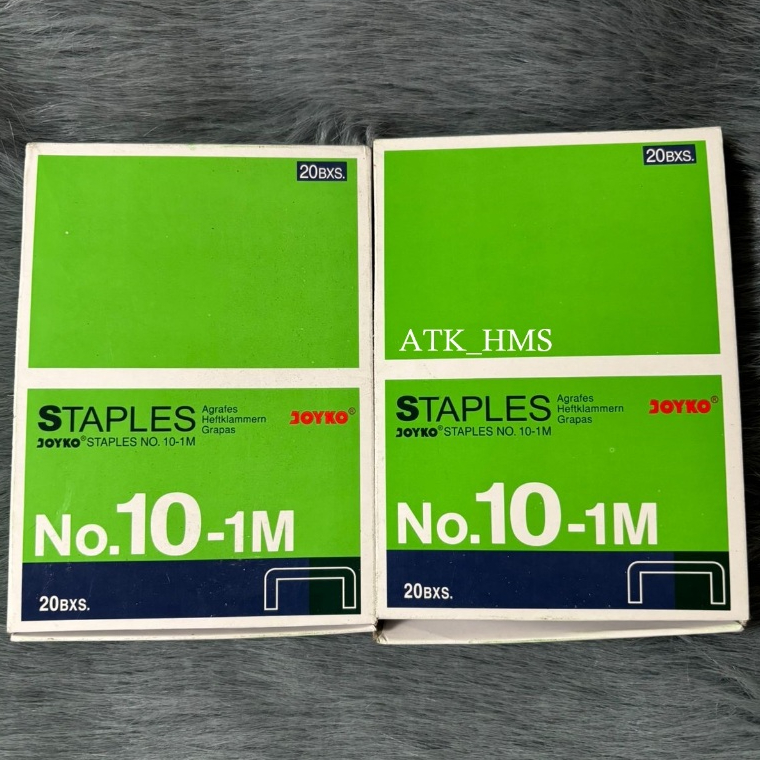 20BXS.
STAPLES
Agrafes
Heftklammern
Grapas
JOYKO®
JOYKO® STAPLES NO. 10-1M
No.10-1M
20BXS.
20BXS.
ATK_HMS
STAPLES
Agrafes
Heftklammern
Grapas
JOYKO®
JOYKO® STAPLES NO. 10-1M
No.10-1M
20BXS.